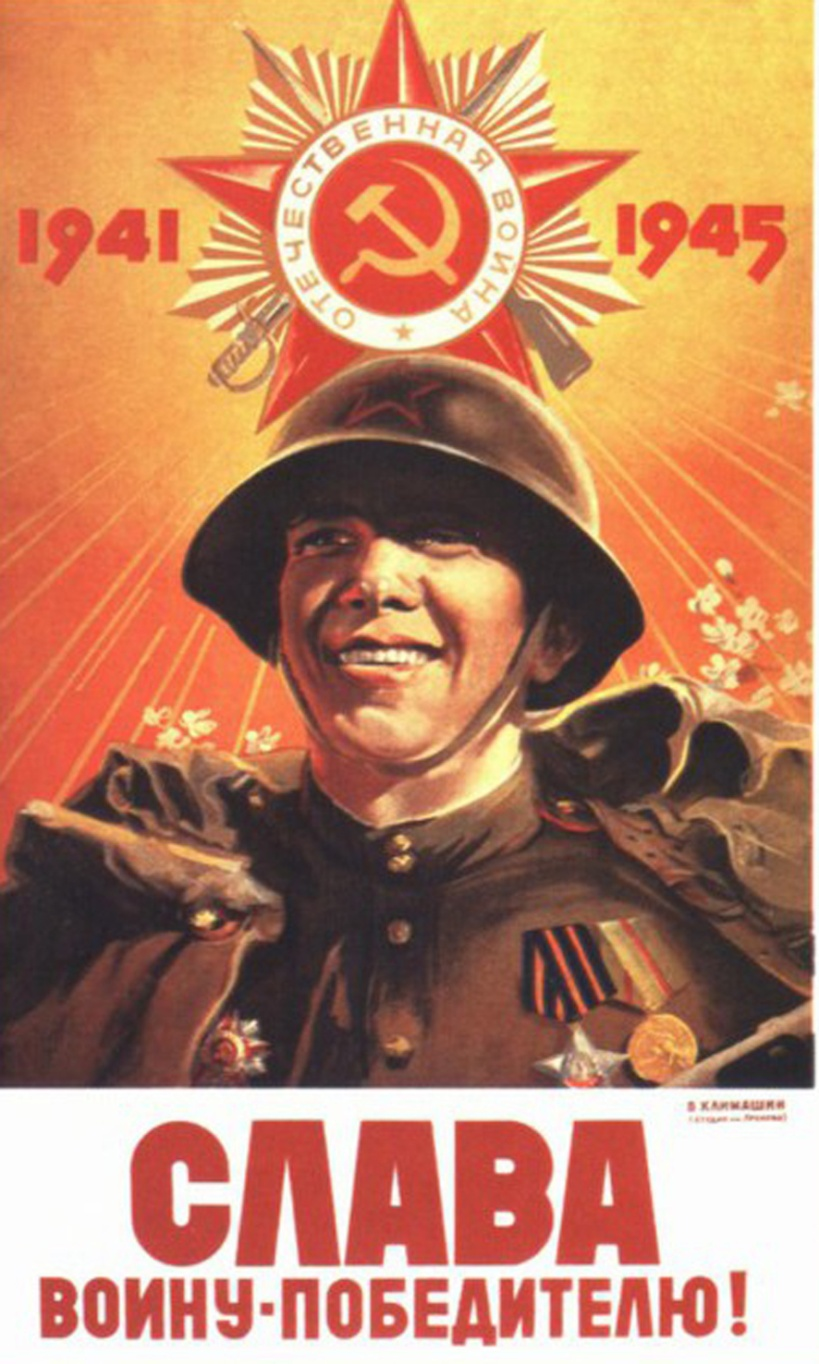 ОТЕЧЕСТВЕННАЯ ВОЙНА
1941 1945
В КЛИМАШИН
СЛАВА
ВОИНУ-ПОБЕДИТЕЛЮ!